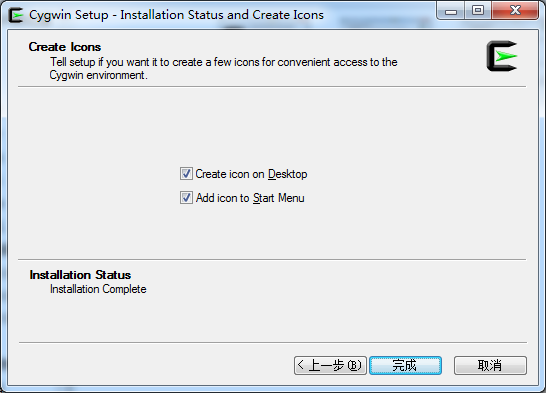 Cygwin Setup - Installation Status and Create Icons
Create Icons
Tell setup if you want it to create a few icons for convenient access to the
Cygwin environment.
Create icon on Desktop
Add icon to Start Menu
Installation Status
Installation Complete
< 上一步(B) 完成 取消